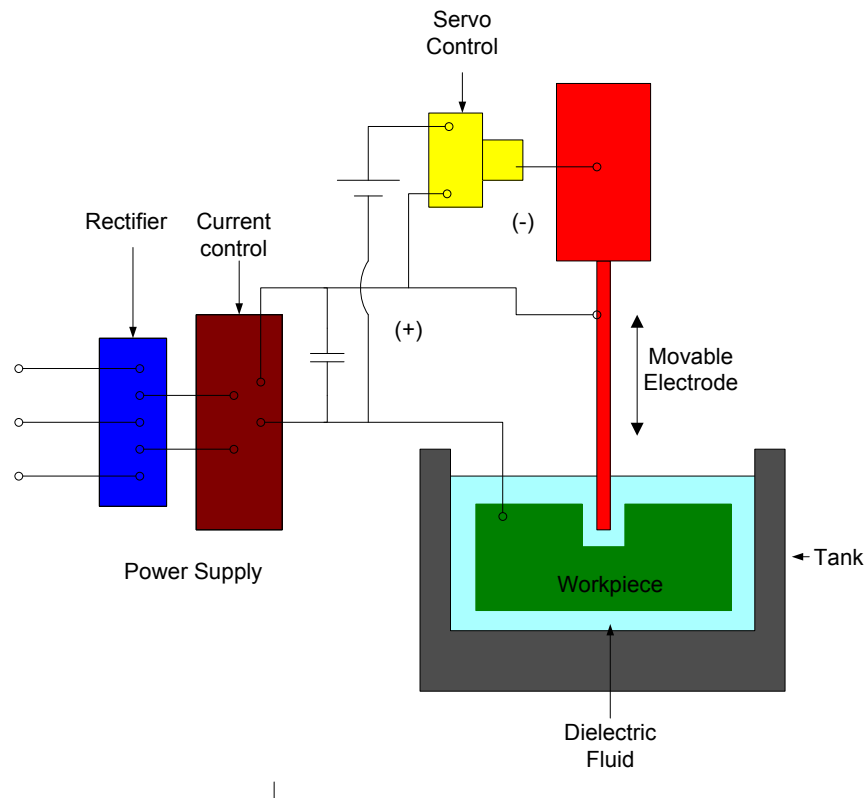 Servo
Control
Rectifier
Current
control
(-)
(+)
Movable
Electrode
Power Supply
Tank
Workpiece
Dielectric
Fluid